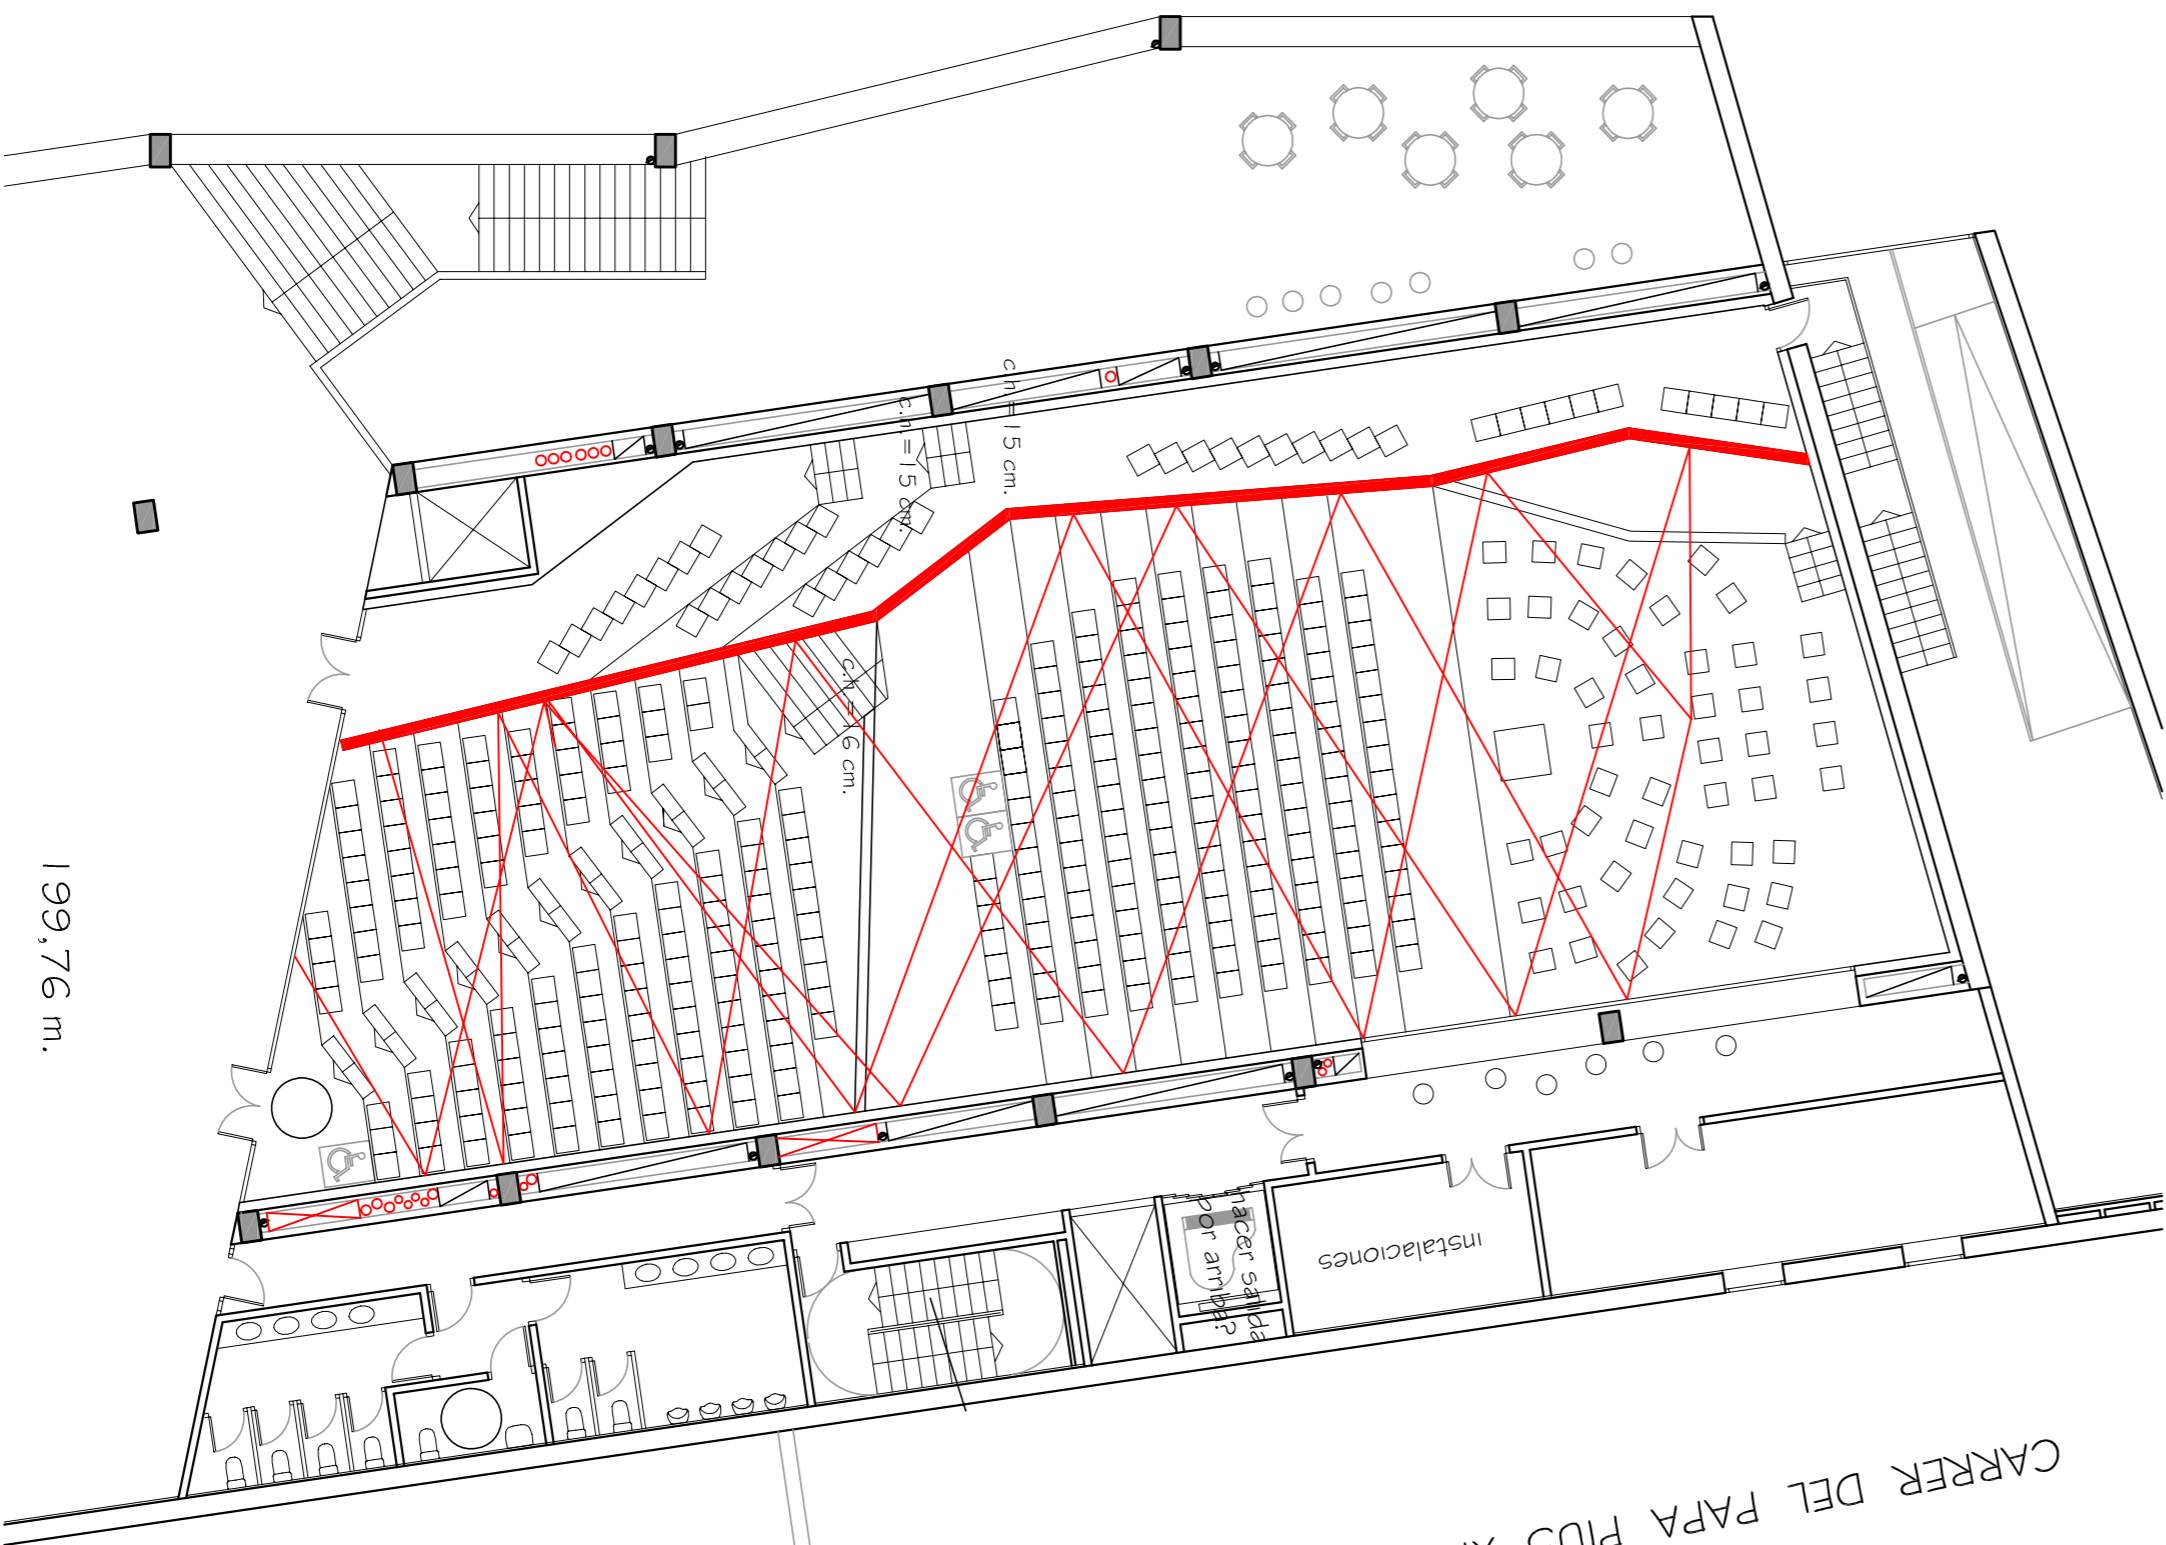 c.h.=15 cm.
c.h.=15 cm.
c.h.=16 cm.
199,76 m.
hacer salida
por arriba?
instalaciones
CARRER DEL PAPA PIUS